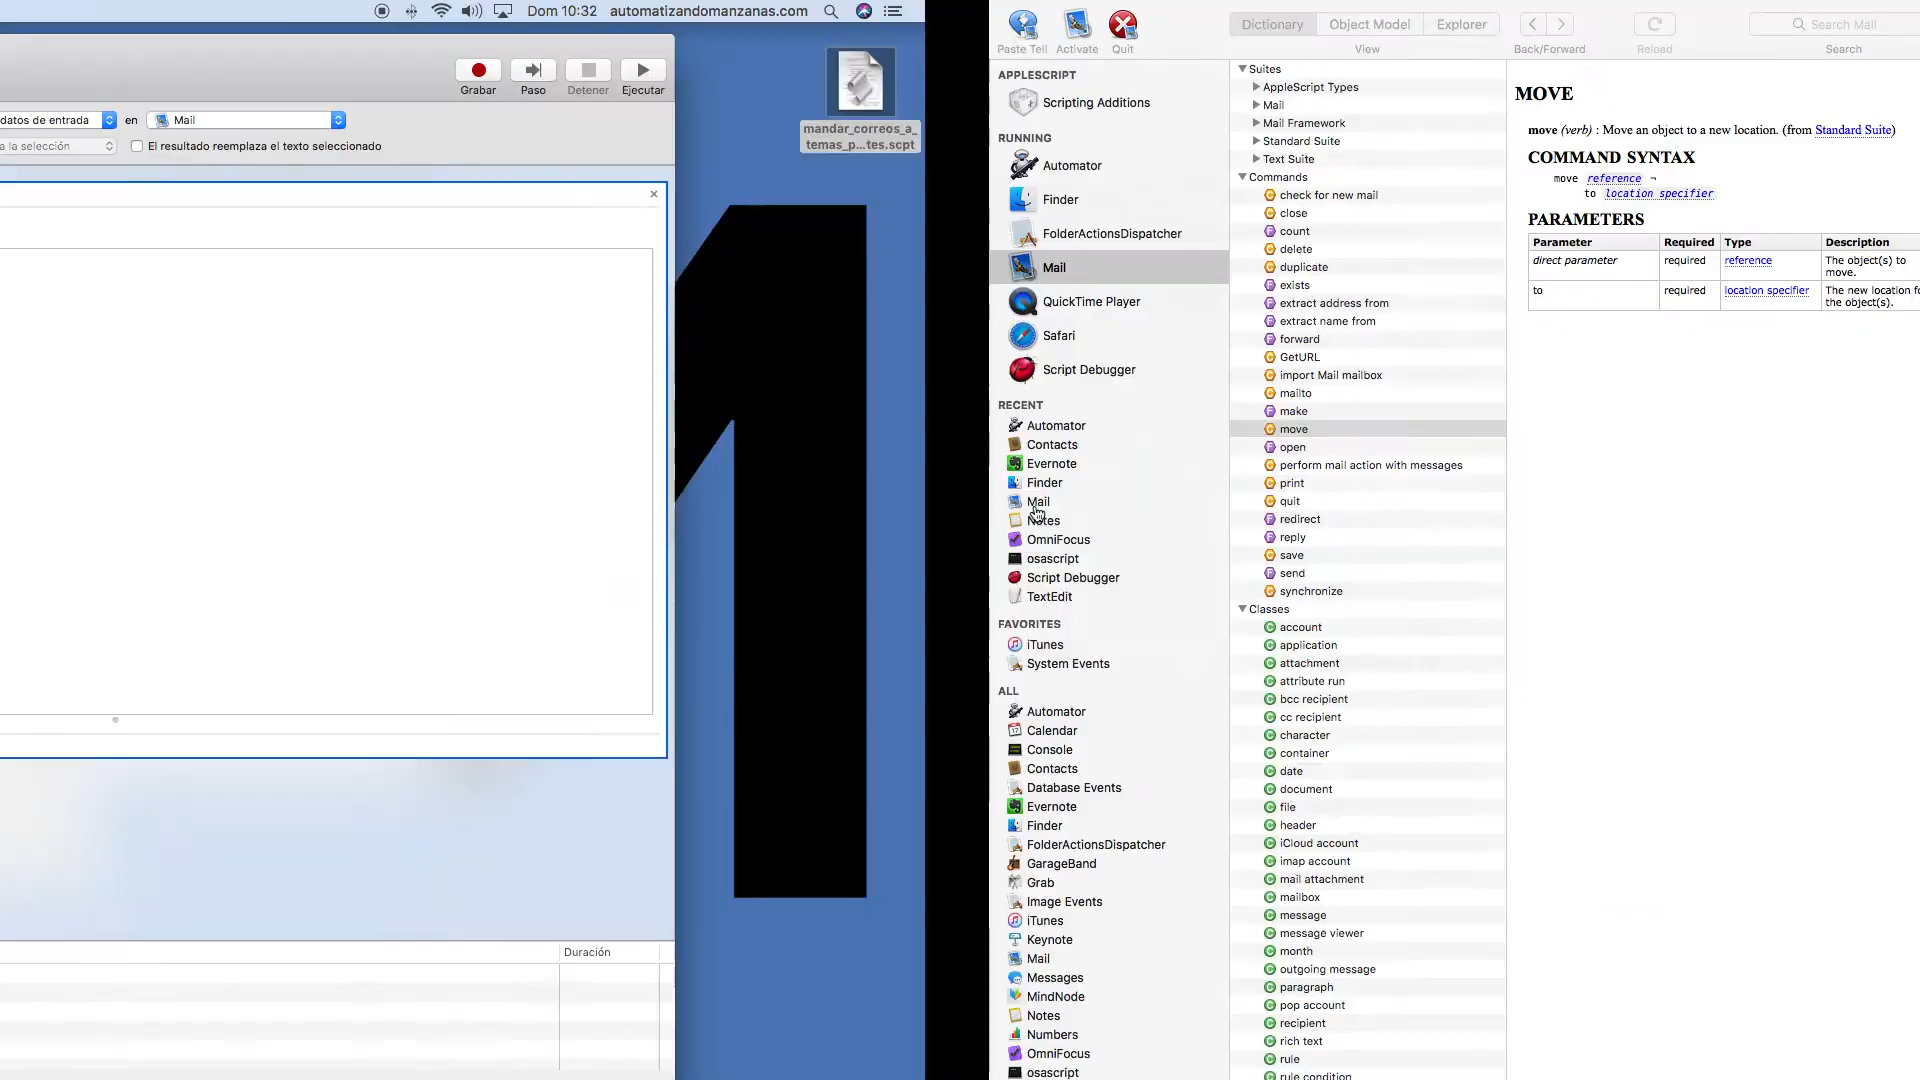 Dom 10:32 automatizandomanzanas.com
Grabar
Paso
Detener
Ejecutar
datos de entrada
en
Mail
a la selección
El resultado reemplaza el texto seleccionado
mandar_correos_a_
temas_p...tes.scpt
Duración
Paste Tell
Activate
Quit
Dictionary
Object Model
Explorer
View
Back/Forward
Reload
Search Mail
Search
APPLESCRIPT
Scripting Additions
RUNNING
Automator
Finder
FolderActionsDispatcher
Mail
QuickTime Player
Safari
Script Debugger
RECENT
Automator
Contacts
Evernote
Finder
Mail
Notes
OmniFocus
osascript
Script Debugger
TextEdit
FAVORITES
iTunes
System Events
ALL
Automator
Calendar
Console
Contacts
Database Events
Evernote
Finder
FolderActionsDispatcher
GarageBand
Grab
Image Events
iTunes
Keynote
Mail
Messages
MindNode
Notes
Numbers
OmniFocus
osascript
Suites
AppleScript Types
Mail
Mail Framework
Standard Suite
Text Suite
Commands
check for new mail
close
count
delete
duplicate
exists
extract address from
extract name from
forward
GetURL
import Mail mailbox
mailto
make
move
open
perform mail action with messages
print
quit
redirect
reply
save
send
synchronize
Classes
account
application
attachment
attribute run
bcc recipient
cc recipient
character
container
date
document
file
header
iCloud account
imap account
mail attachment
mailbox
message
message viewer
month
outgoing message
paragraph
pop account
recipient
rich text
rule
rule condition
MOVE
move (verb) : Move an object to a new location. (from Standard Suite)
COMMAND SYNTAX
move reference ¬
to location specifier
PARAMETERS
Parameter Required Type Description
direct parameter required reference The object(s) to
move.
to required location specifier The new location
the object(s).